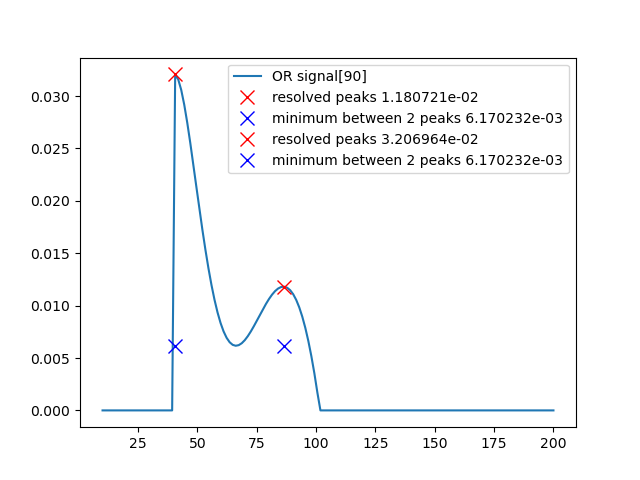 OR signal[90]
resolved peaks 1.180721e-02
minimum between 2 peaks 6.170232e-03
resolved peaks 3.206964e-02
minimum between 2 peaks 6.170232e-03
0.030
0.025
0.020
0.015
0.010
0.005
0.000
25 50 75 100 125 150 175 200